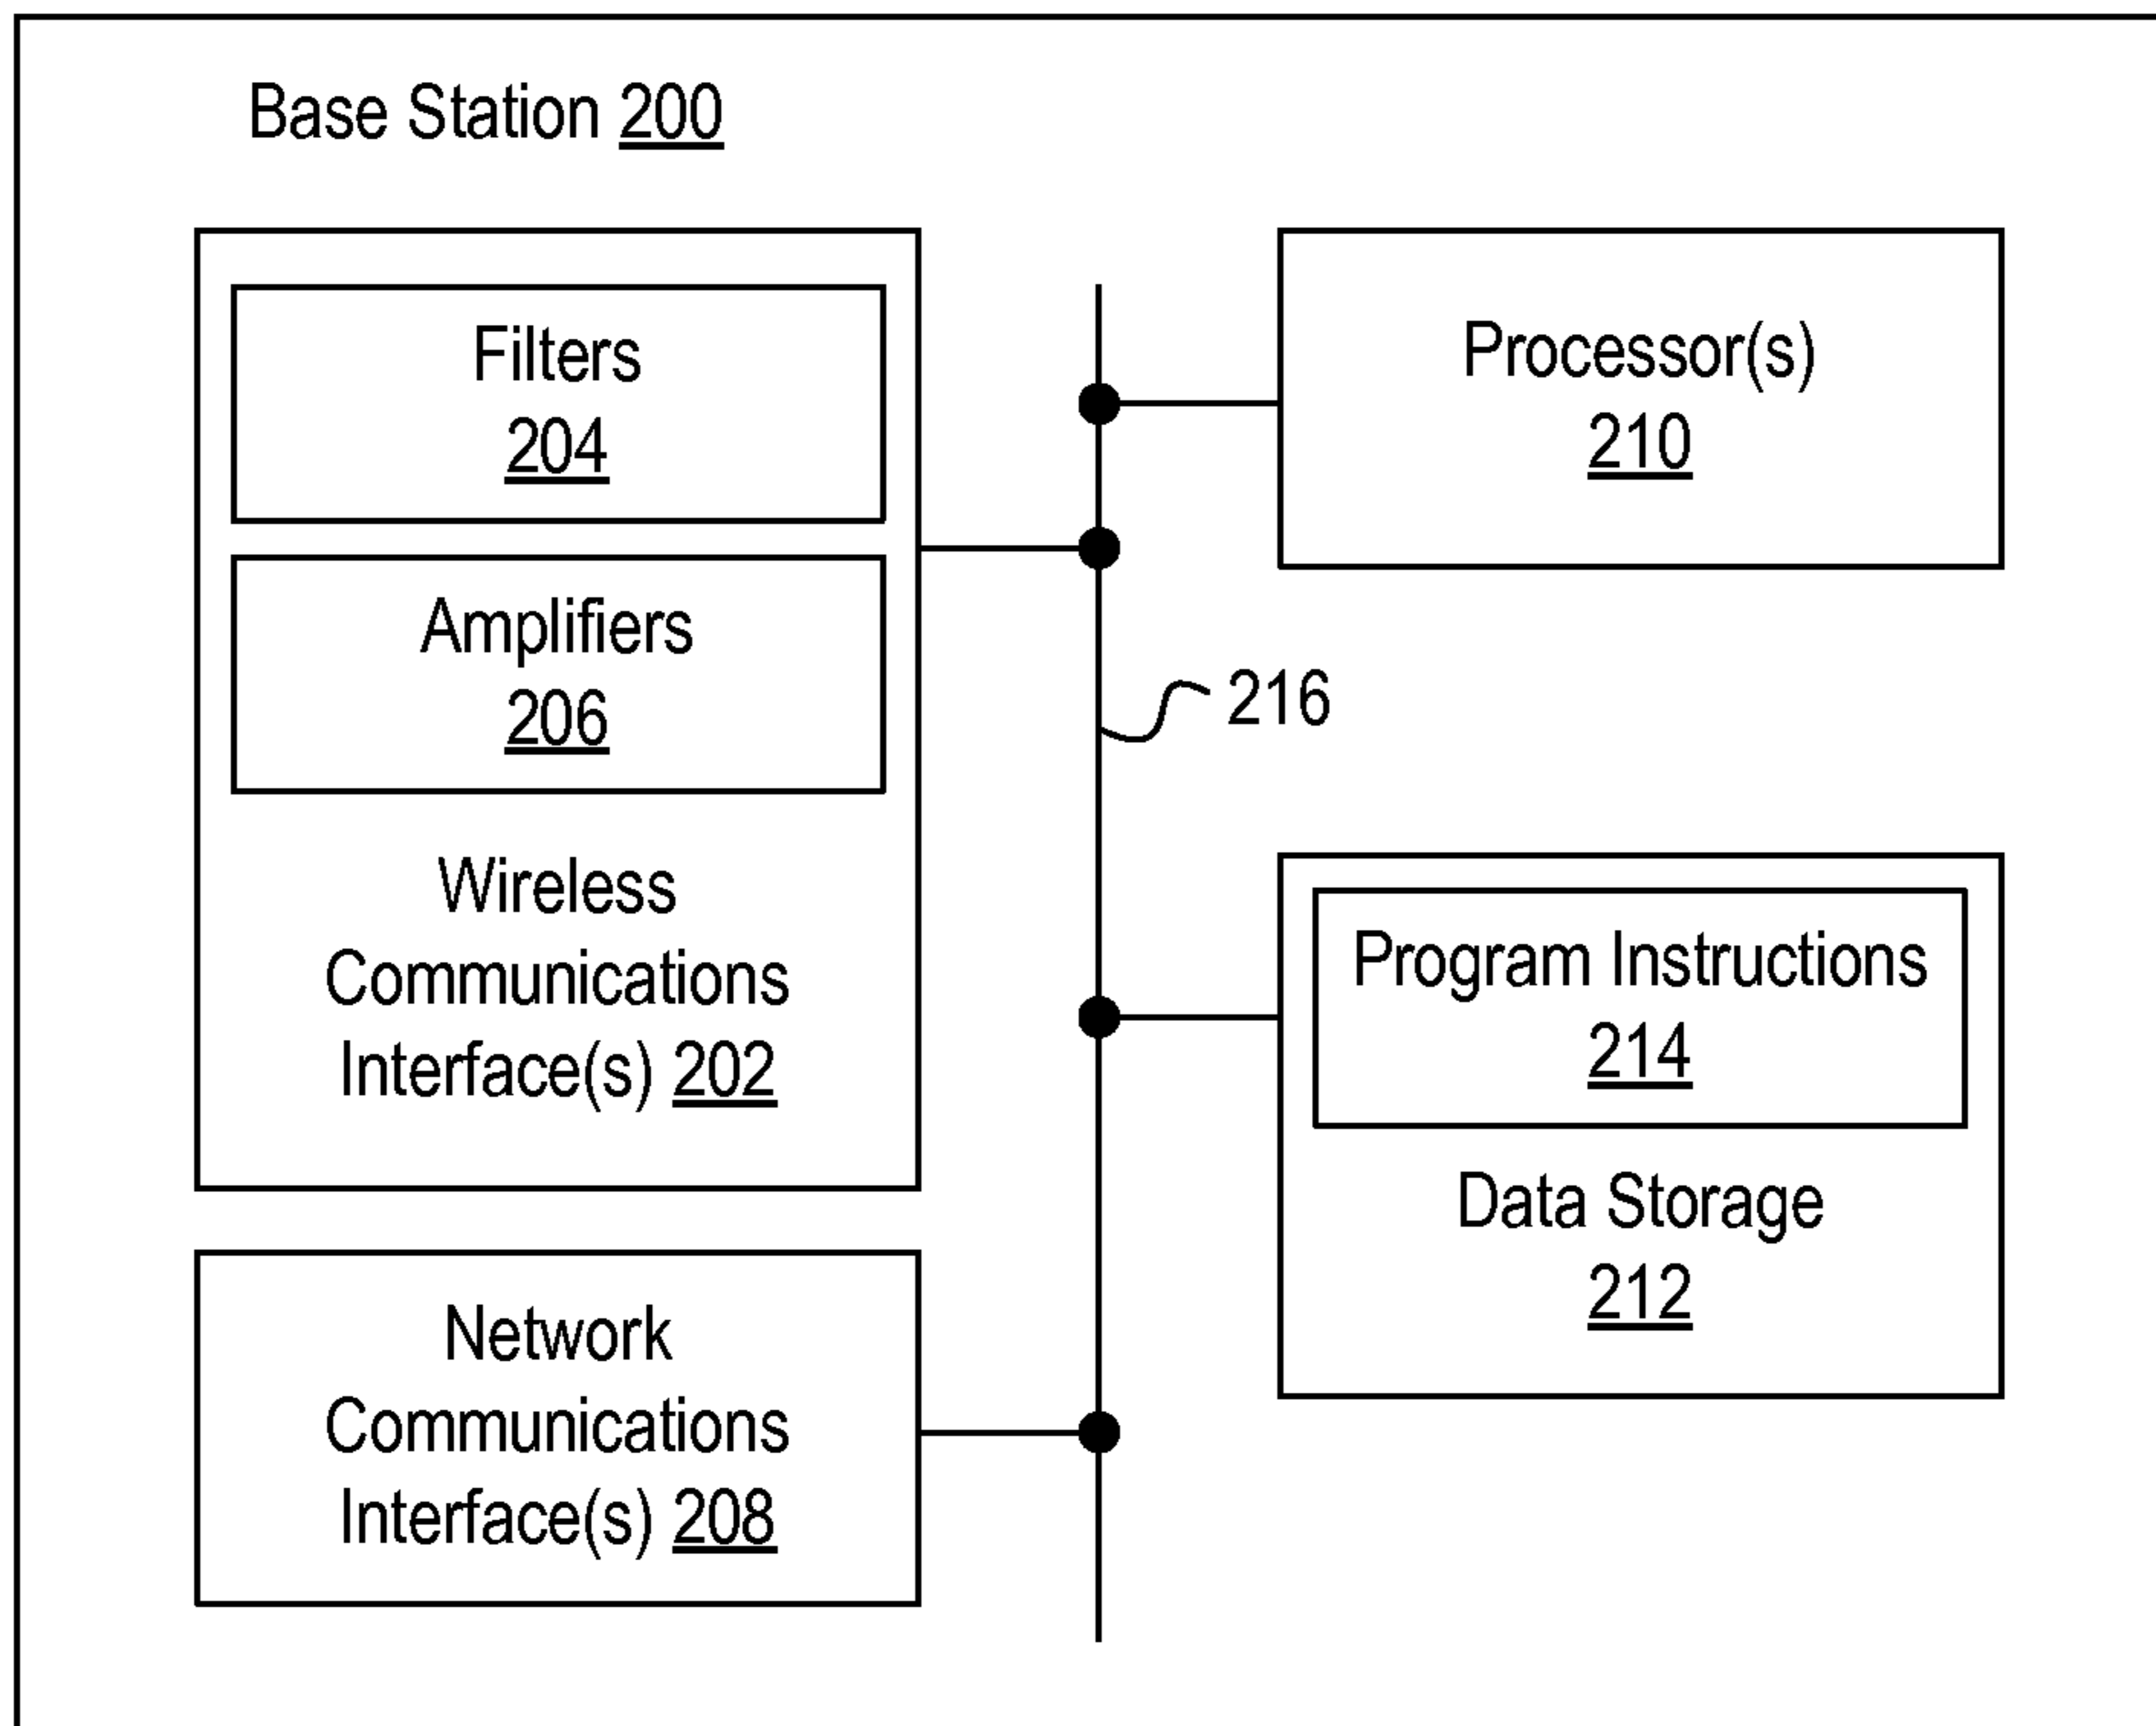 Base Station 200
Filters
204
Amplifiers
206
Wireless
Communications
Interface(s) 202
Network
Communications
Interface(s) 208
216
Processor(s)
210
Program Instructions
214
Data Storage
212